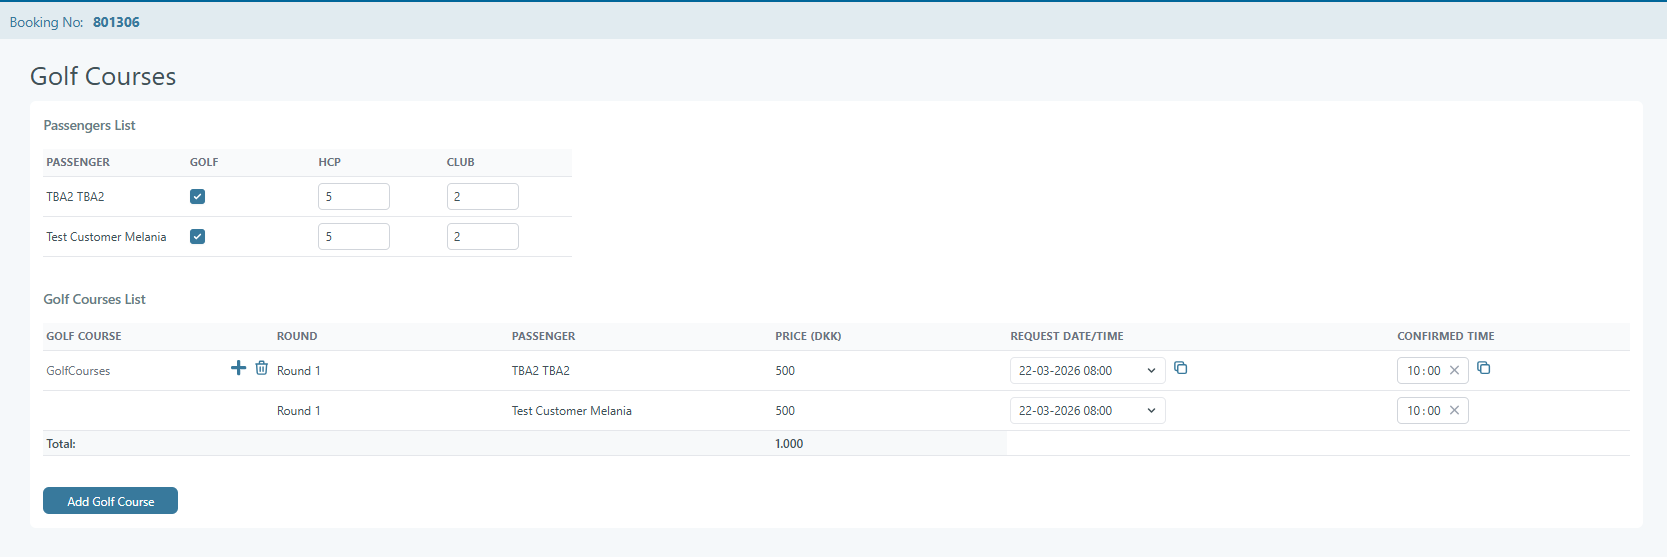 Booking No: 801306
Golf Courses
Passengers List
PASSENGER GOLF HCP CLUB
TBA2 TBA2 5 2
Test Customer Melania 5 2
Golf Courses List
GOLF COURSE ROUND PASSENGER PRICE (DKK) REQUEST DATE/TIME CONFIRMED TIME
GolfCourses Round 1 TBA2 TBA2 500 22-03-2026 08:00 10:00
Round 1 Test Customer Melania 500 22-03-2026 08:00 10:00
Total: 1.000
Add Golf Course